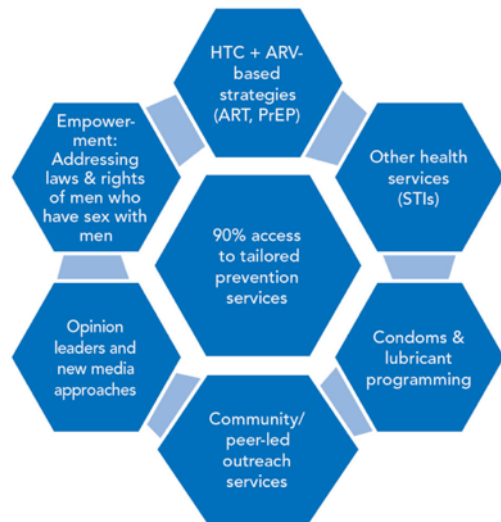 HTC + ARV-
based
strategies
(ART, PrEP)
Empower-
ment:
Addressing
laws & rights
of men who
have sex with
men
Other health
services
(STIs)
90% access
to tailored
prevention
services
Opinion
leaders and
new media
approaches
Condoms &
lubricant
programming
Community/
peer-led
outreach
services